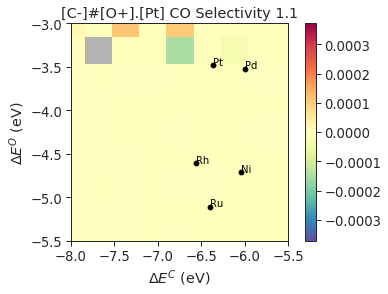 [C-]#[O+].[Pt] CO Selectivity 1.1
−3.0
−3.5
−4.0
−4.5
−5.0
−5.5
ΔE^O (eV)
Pt
Pd
Rh
Ni
Ru
−8.0 −7.5 −7.0 −6.5 −6.0 −5.5
ΔE^C (eV)
0.0003
0.0002
0.0001
0.0000
−0.0001
−0.0002
−0.0003